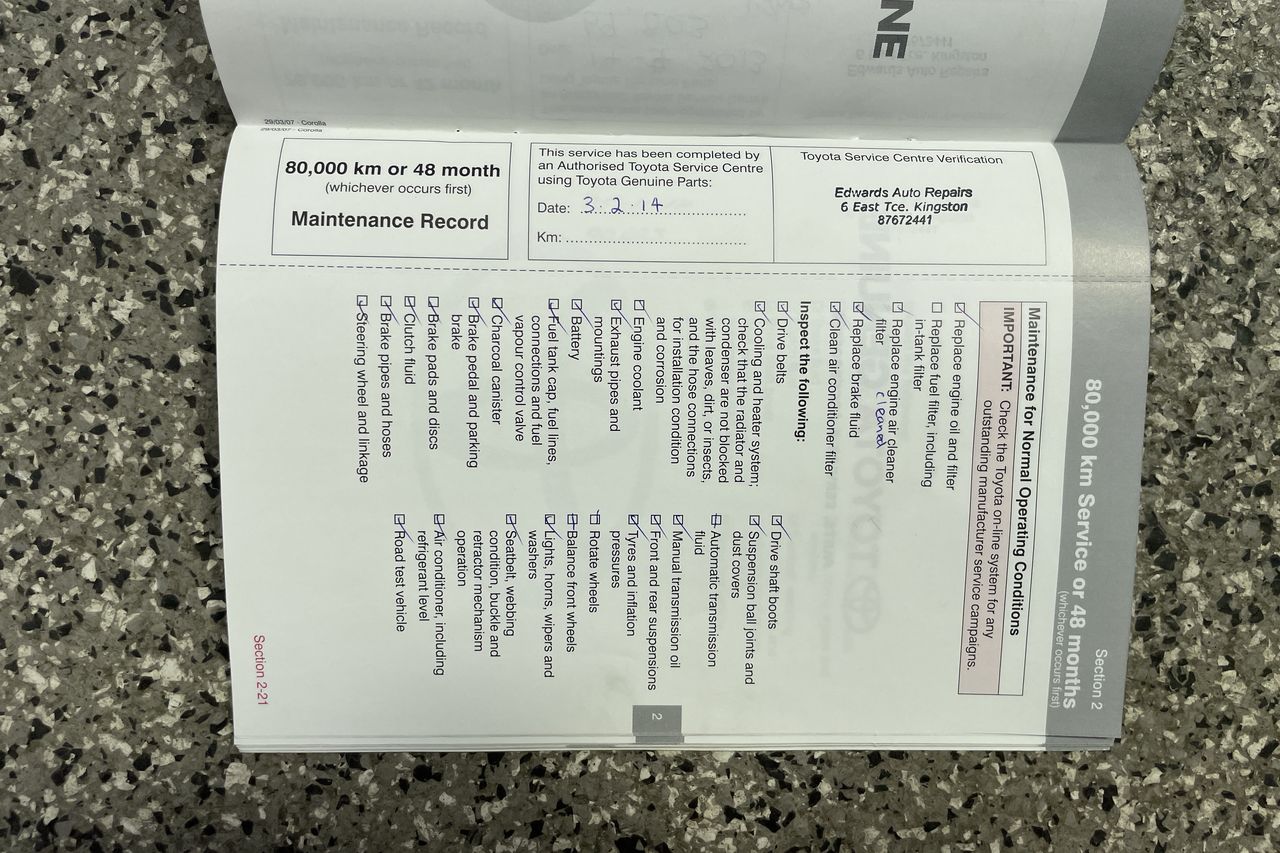 NE
29/03/07 - Corolla
29/03/07 - Corolla
80,000 km or 48 month
(whichever occurs first)
Maintenance Record
This service has been completed by
an Authorised Toyota Service Centre
using Toyota Genuine Parts:
Date: 3.2.14
Km:
Toyota Service Centre Verification
Edwards Auto Repairs
6 East Tce. Kingston
87672441
Section 2
80,000 km Service or 48 months
(whichever occurs first)
Maintenance for Normal Operating Conditions
IMPORTANT: Check the Toyota on-line system for any
outstanding manufacturer service campaigns.
Replace engine oil and filter
Replace fuel filter, including
in-tank filter
Replace engine air cleaner
filter cleaned
Replace brake fluid
Clean air conditioner filter
Inspect the following:
Drive belts
Cooling and heater system;
check that the radiator and
condenser are not blocked
with leaves, dirt, or insects,
and the hose connections
for installation condition
and corrosion
Engine coolant
Exhaust pipes and
mountings
Battery
Fuel tank cap, fuel lines,
connections and fuel
vapour control valve
Charcoal canister
Brake pedal and parking
brake
Brake pads and discs
Clutch fluid
Brake pipes and hoses
Steering wheel and linkage
Drive shaft boots
Suspension ball joints and
dust covers
Automatic transmission
fluid
Manual transmission oil
Front and rear suspensions
Tyres and inflation
pressures
Rotate wheels
Balance front wheels
Lights, horns, wipers and
washers
Seatbelt, webbing
condition, buckle and
retractor mechanism
operation
Air conditioner, including
refrigerant level
Road test vehicle
2
Section 2-21